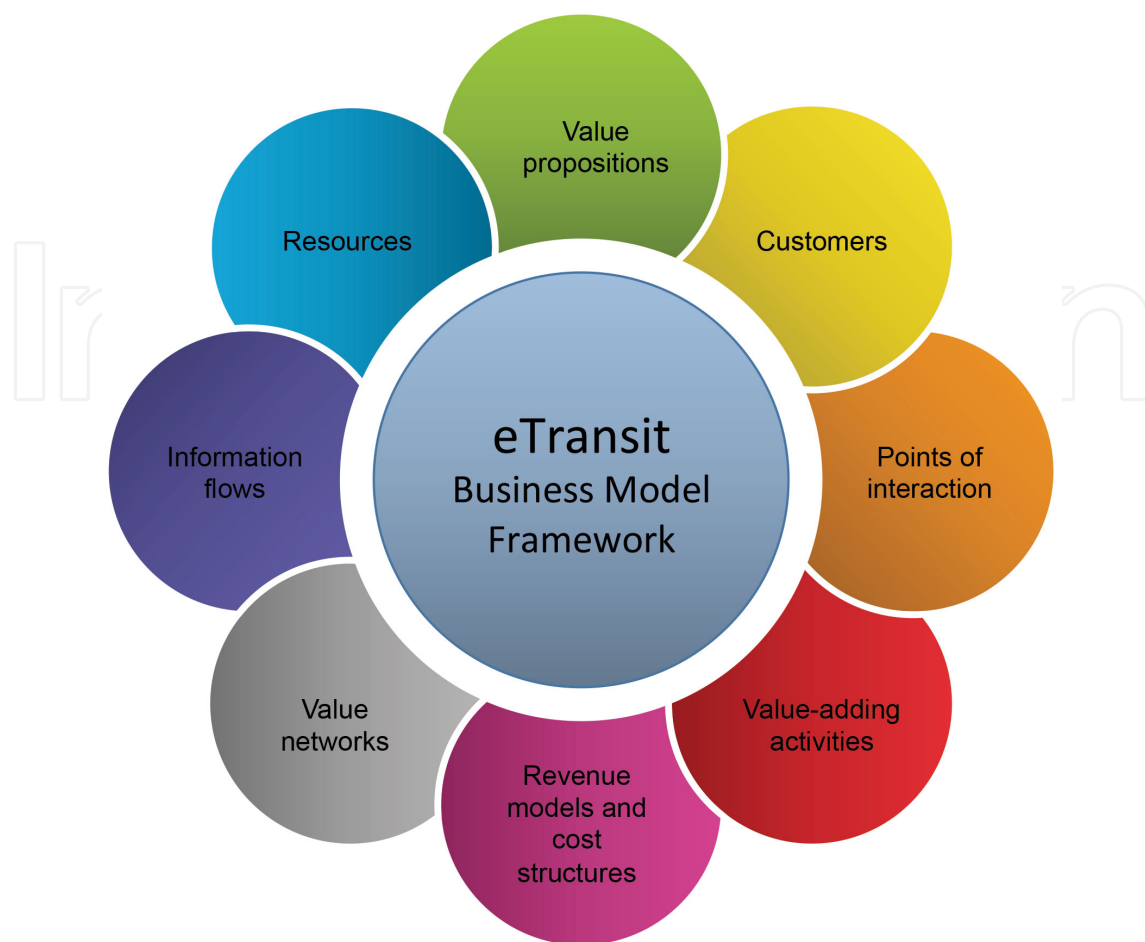 Value
propositions
Customers
Points of
interaction
Value-adding
activities
Revenue
models and
cost
structures
Value
networks
Information
flows
Resources
eTransit
Business Model
Framework